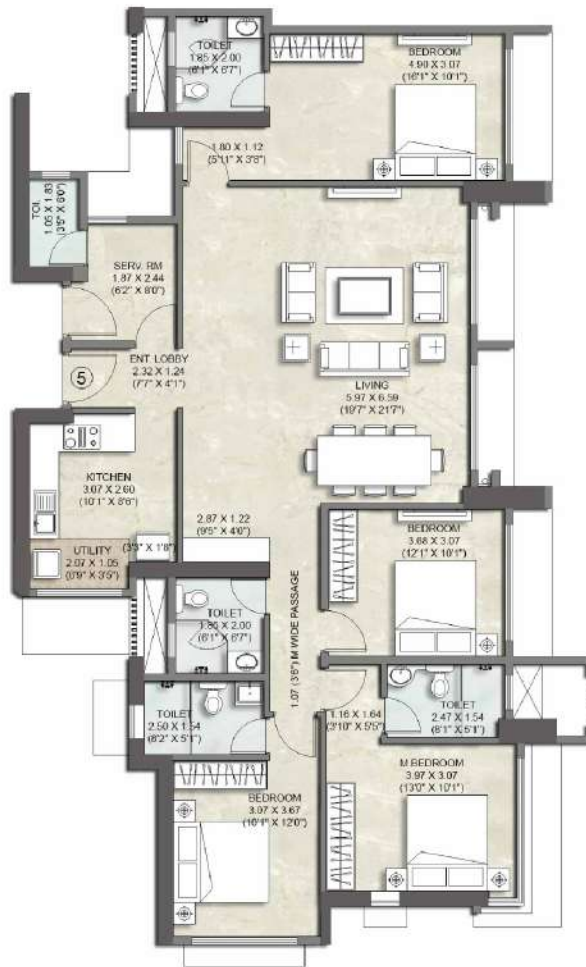 TOILET
1.85 X 2.00
(6'1" X 6'7")
BEDROOM
4.90 X 3.07
(16'1" X 10'1")
1.80 X 1.12
(5'11" X 3'8")
TOI.
1.05 X 1.83
(3'5" X 6'0")
SERV. RM
1.87 X 2.44
(6'2" X 8'0")
5
ENT. LOBBY
2.32 X 1.24
(7'7" X 4'1")
LIVING
5.97 X 6.59
(19'7" X 21'7")
KITCHEN
3.07 X 2.60
(10'1" X 8'6")
2.87 X 1.22
(9'5" X 4'0")
(3'3" X 1'8")
UTILITY
2.07 X 1.05
(6'9" X 3'5")
BEDROOM
3.68 X 3.07
(12'1" X 10'1")
TOILET
1.85 X 2.00
(6'1" X 6'7")
1.07 (3'6") M WIDE PASSAGE
TOILET
2.50 X 1.54
(8'2" X 5'1")
1.16 X 1.64
(3'10" X 5'5")
TOILET
2.47 X 1.54
(8'1" X 5'1")
M BEDROOM
3.97 X 3.07
(13'0" X 10'1")
BEDROOM
3.07 X 3.67
(10'1" X 12'0")